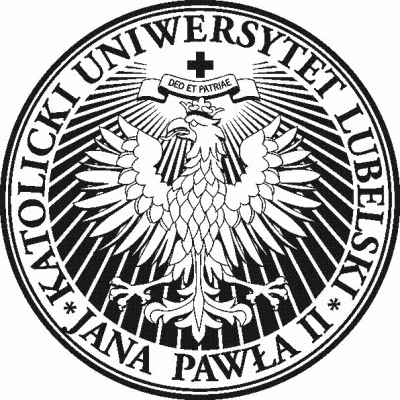 KATOLICKI UNIWERSYTET LUBELSKI
DEO ET PATRIAE
* JANA PAWŁA II *